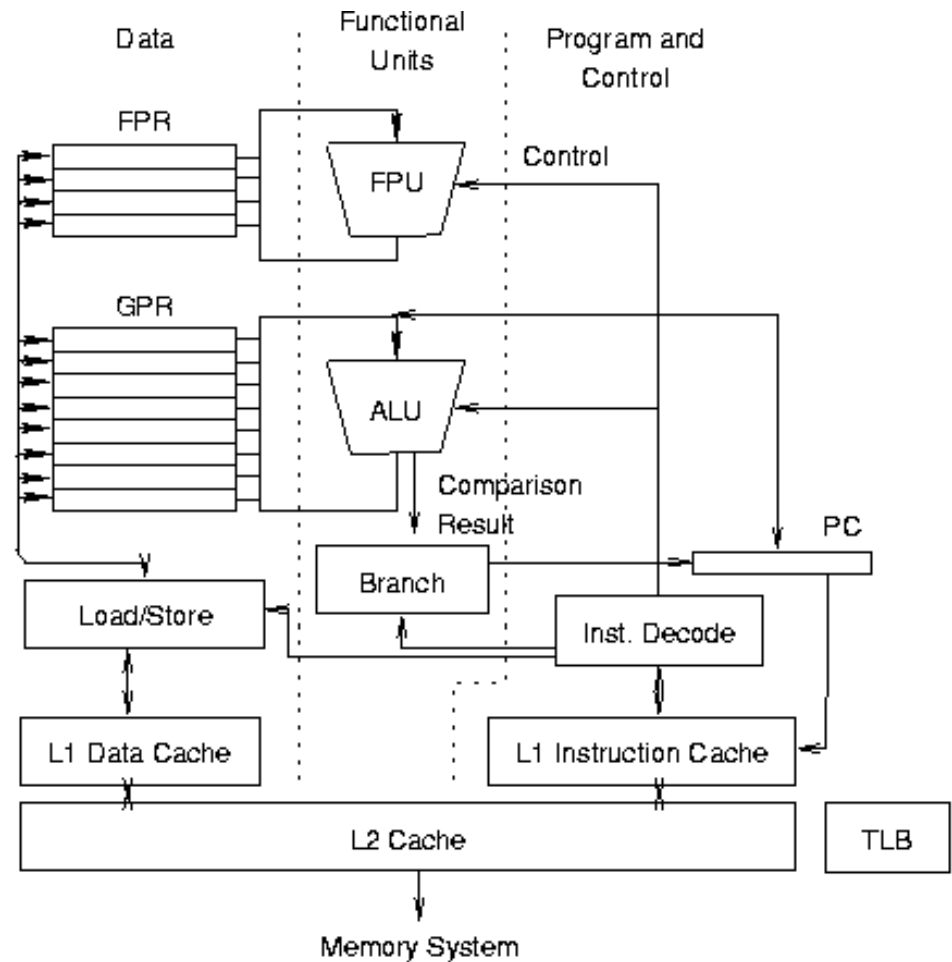 Data
Functional
Units
Program and
Control
FPR
FPU
Control
GPR
ALU
Comparison
Result
PC
Branch
Load/Store
Inst. Decode
L1 Data Cache
L1 Instruction Cache
L2 Cache
TLB
Memory System